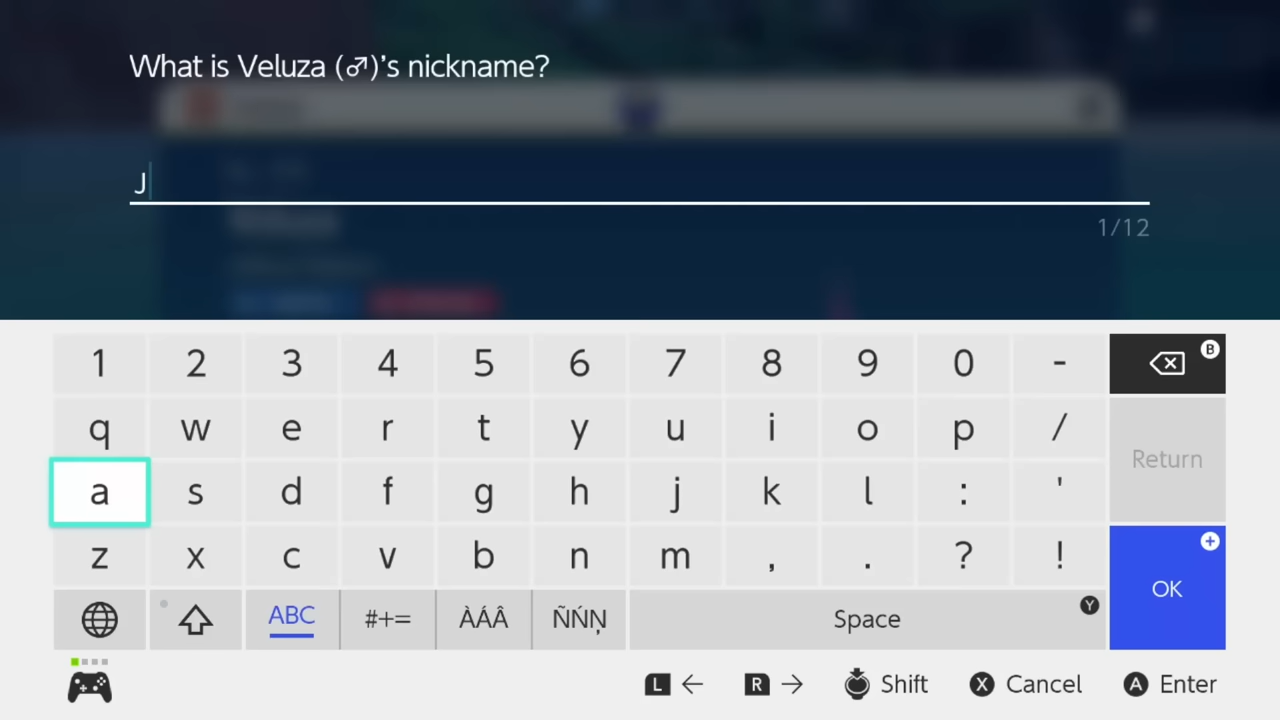 What is Veluza (♂)'s nickname?
J
1/12
1 2 3 4 5 6 7 8 9 0 -
B
q w e r t y u i o p /
Return
a s d f g h j k l : '
z x c v b n m , . ? !
+
OK
ABC #+= ÀÁÂ ÑŃŅ Space Y
L ← R → Shift X Cancel A Enter